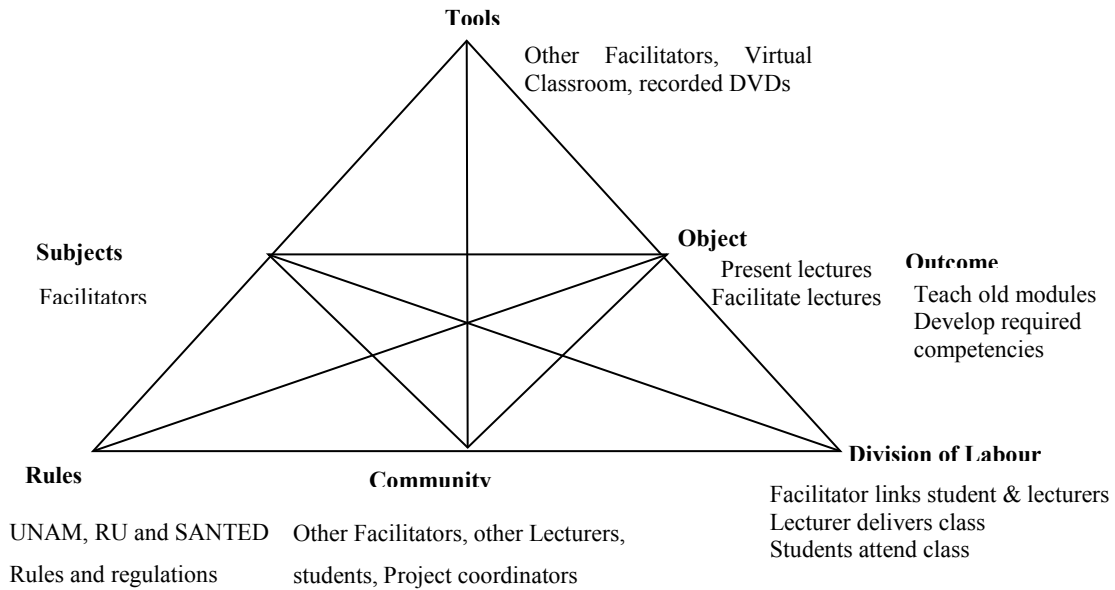 Tools
Other Facilitators, Virtual
Classroom, recorded DVDs
Subjects
Facilitators
Object
Present lectures
Facilitate lectures
Outcome
Teach old modules
Develop required
competencies
Rules
UNAM, RU and SANTED
Rules and regulations
Community
Other Facilitators, other Lecturers,
students, Project coordinators
Division of Labour
Facilitator links student & lecturers
Lecturer delivers class
Students attend class